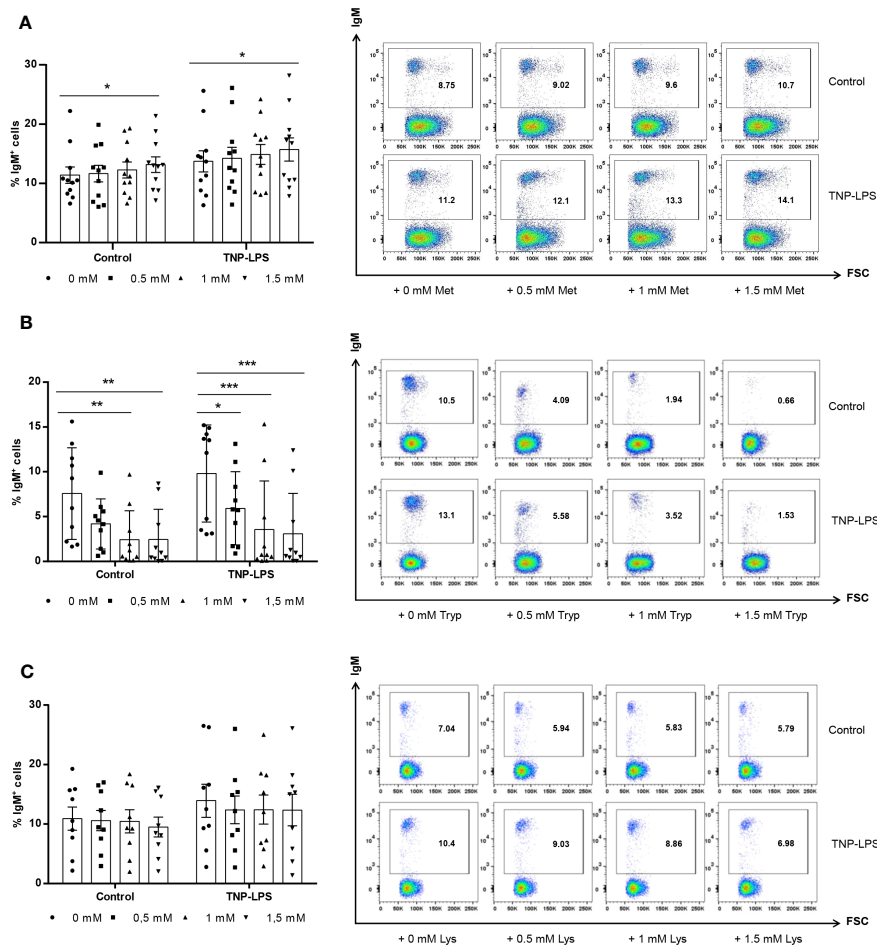 A
% IgM+ cells
30
20
10
0
*
*
Control
TNP-LPS
● 0 mM ■ 0.5 mM ▲ 1 mM ▼ 1.5 mM
IgM
8.75
9.02
9.6
10.7
Control
11.2
12.1
13.3
14.1
TNP-LPS
FSC
+ 0 mM Met
+ 0.5 mM Met
+ 1 mM Met
+ 1.5 mM Met
B
% IgM+ cells
20
15
10
5
0
**
**
***
***
*
Control
TNP-LPS
● 0 mM ■ 0,5 mM ▲ 1 mM ▼ 1,5 mM
IgM
10.5
4.09
1.94
0.66
Control
13.1
5.58
3.52
1.53
TNP-LPS
FSC
+ 0 mM Tryp
+ 0.5 mM Tryp
+ 1 mM Tryp
+ 1.5 mM Tryp
C
% IgM+ cells
30
20
10
0
Control
TNP-LPS
● 0 mM ■ 0,5 mM ▲ 1 mM ▼ 1,5 mM
IgM
7.04
5.94
5.83
5.79
Control
10.4
9.03
8.86
6.98
TNP-LPS
FSC
+ 0 mM Lys
+ 0.5 mM Lys
+ 1 mM Lys
+ 1.5 mM Lys